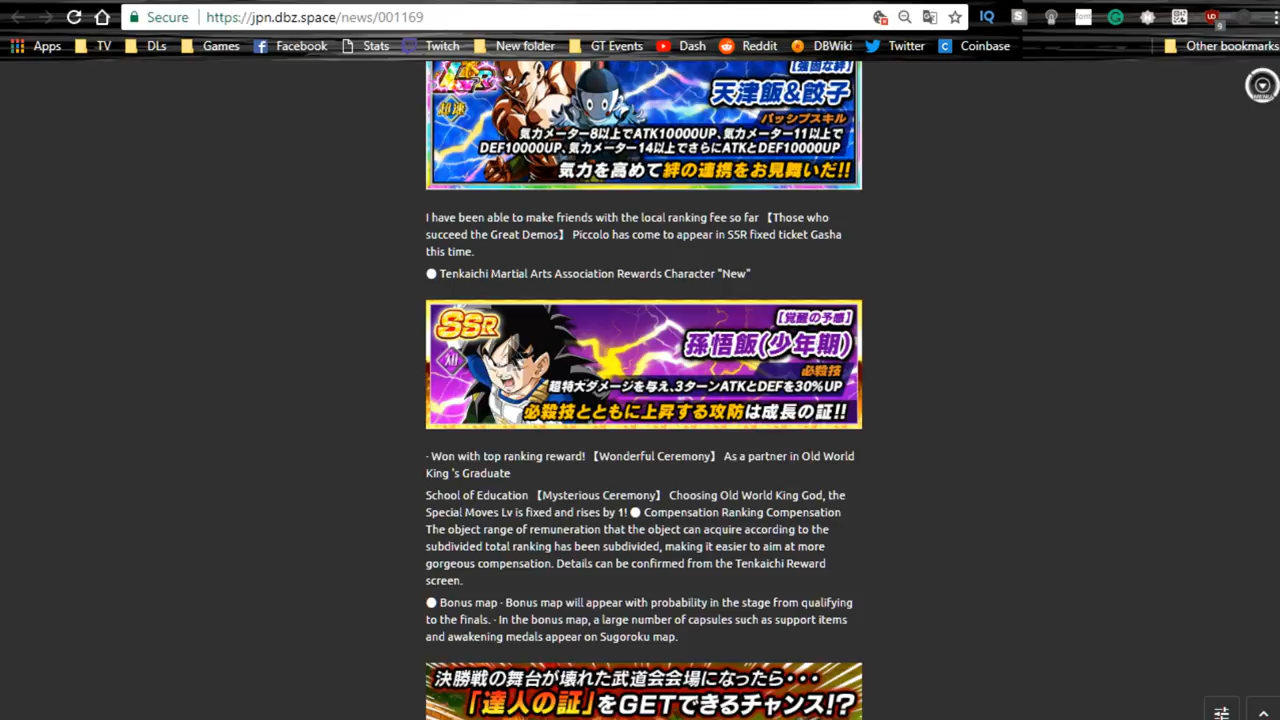 Secure
https://jpn.dbz.space/news/001169
Apps TV DLs Games Facebook Stats Twitch New folder GT Events Dash Reddit DBWiki Twitter Coinbase Other bookmarks
【強固な絆】
天津飯&餃子
超速
パッシブスキル
気力メーター8以上でATK10000UP、気力メーター11以上で
DEF10000UP、気力メーター14以上でさらにATKとDEF10000UP
気力を高めて絆の連携をお見舞いだ!!
I have been able to make friends with the local ranking fee so far 【Those who
succeed the Great Demos】 Piccolo has come to appear in SSR fixed ticket Gasha
this time.
● Tenkaichi Martial Arts Association Rewards Character "New"
SSR
【覚醒の予感】
孫悟飯(少年期)
必殺技
超特大ダメージを与え、3ターンATKとDEFを30%UP
必殺技とともに上昇する攻防は成長の証!!
· Won with top ranking reward! 【Wonderful Ceremony】 As a partner in Old World
King 's Graduate
School of Education 【Mysterious Ceremony】 Choosing Old World King God, the
Special Moves Lv is fixed and rises by 1! ● Compensation Ranking Compensation
The object range of remuneration that the object can acquire according to the
subdivided total ranking has been subdivided, making it easier to aim at more
gorgeous compensation. Details can be confirmed from the Tenkaichi Reward
screen.
● Bonus map · Bonus map will appear with probability in the stage from qualifying
to the finals. · In the bonus map, a large number of capsules such as support items
and awakening medals appear on Sugoroku map.
決勝戦の舞台が壊れた武道会会場になったら・・・
「達人の証」をGETできるチャンス!?
MENU